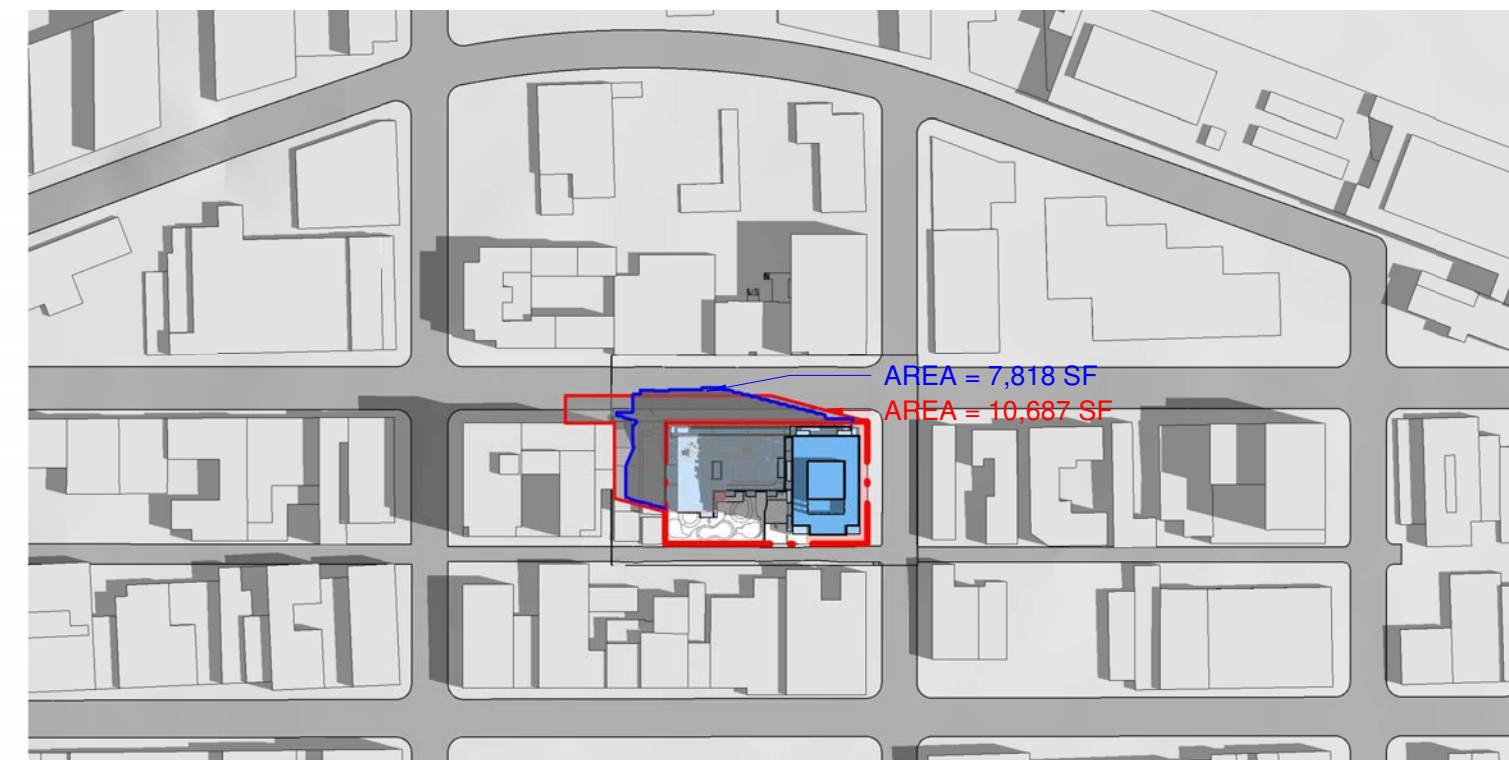 AREA = 7,818 SF
AREA = 10,687 SF